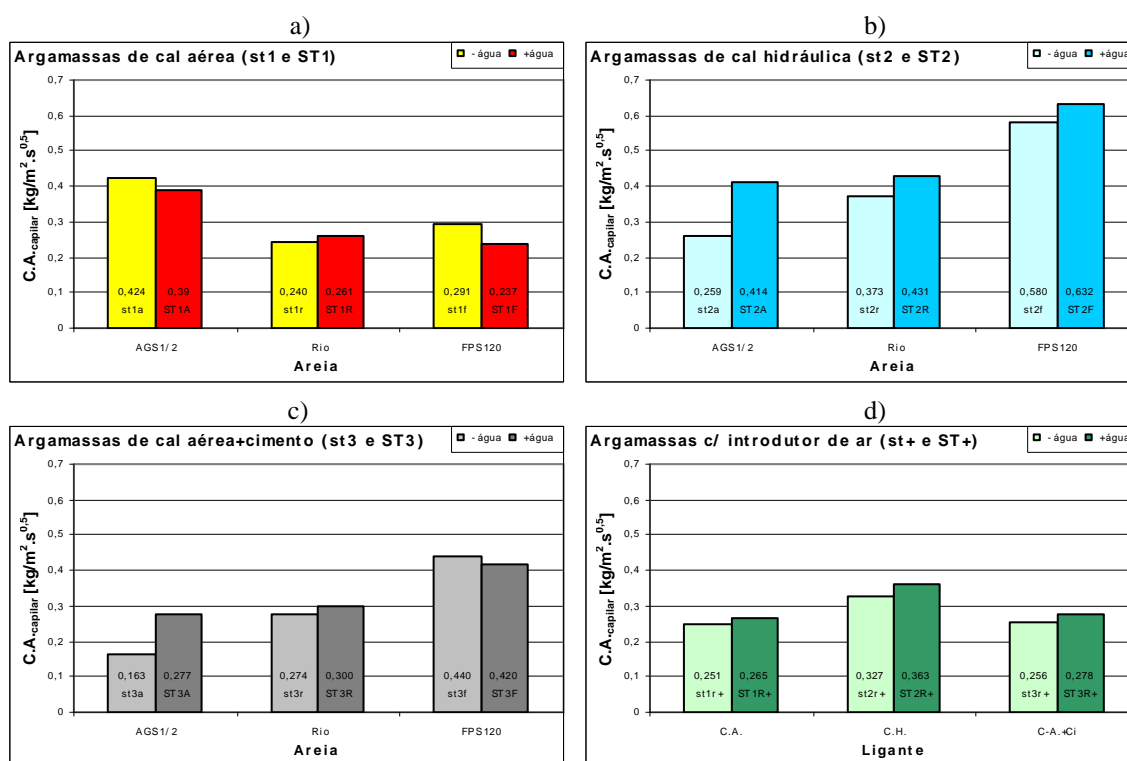 a)
Argamassas de cal aérea (st1 e ST1)
- água +água
C.A.capilar [kg/m².s⁰,⁵]
0,7
0,6
0,5
0,4
0,3
0,2
0,1
0
0,424 0,39 0,240 0,261 0,291 0,237
st1a ST1A st1r ST1R st1f ST1F
AGS1/2 Rio FPS120
Areia
b)
Argamassas de cal hidráulica (st2 e ST2)
- água +água
C.A.capilar [kg/m².s⁰,⁵]
0,7
0,6
0,5
0,4
0,3
0,2
0,1
0
0,259 0,414 0,373 0,431 0,580 0,632
st2a ST2A st2r ST2R st2f ST2F
AGS1/2 Rio FPS120
Areia
c)
Argamassas de cal aérea+cimento (st3 e ST3)
- água +água
C.A.capilar [kg/m².s⁰,⁵]
0,7
0,6
0,5
0,4
0,3
0,2
0,1
0
0,163 0,277 0,274 0,300 0,440 0,420
st3a ST3A st3r ST3R st3f ST3F
AGS1/2 Rio FPS120
Areia
d)
Argamassas c/ introdutor de ar (st+ e ST+)
- água +água
C.A.capilar [kg/m².s⁰,⁵]
0,7
0,6
0,5
0,4
0,3
0,2
0,1
0
0,251 0,265 0,327 0,363 0,256 0,278
st1r+ ST1R+ st2r+ ST2R+ st3r+ ST3R+
C.A. C.H. C-A.+Ci
Ligante